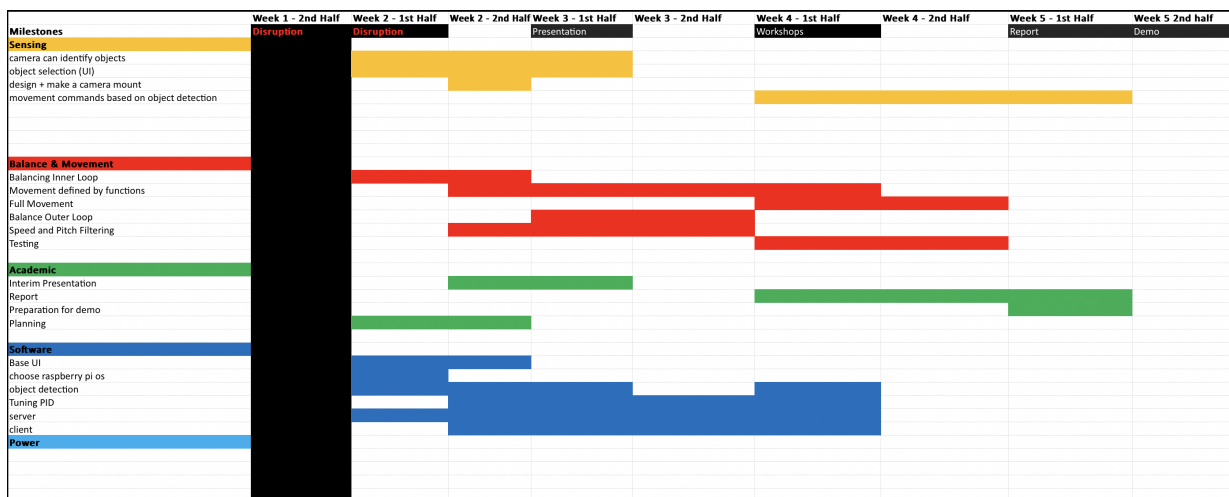 Week 1 - 2nd Half Week 2 - 1st Half Week 2 - 2nd Half Week 3 - 1st Half Week 3 - 2nd Half Week 4 - 1st Half Week 4 - 2nd Half Week 5 - 1st Half Week 5 2nd half
Milestones Disruption Disruption Presentation Workshops Report Demo
Sensing
camera can identify objects
object selection (UI)
design + make a camera mount
movement commands based on object detection
Balance & Movement
Balancing Inner Loop
Movement defined by functions
Full Movement
Balance Outer Loop
Speed and Pitch Filtering
Testing
Academic
Interim Presentation
Report
Preparation for demo
Planning
Software
Base UI
choose raspberry pi os
object detection
Tuning PID
server
client
Power